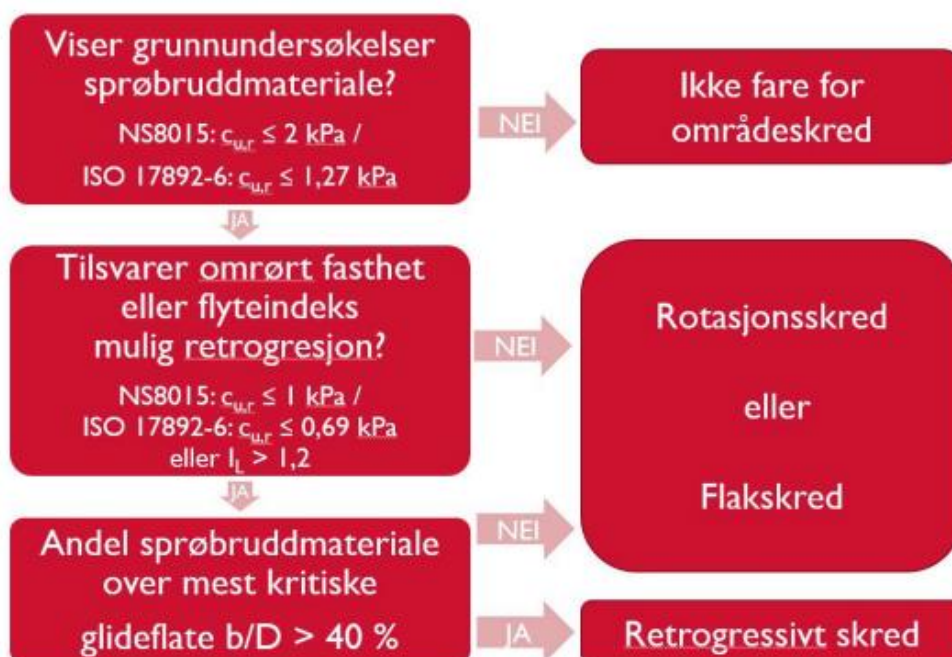 Viser grunnundersøkelser
sprøbruddmateriale?
NS8015: cu,r ≤ 2 kPa /
ISO 17892-6: cu,r ≤ 1,27 kPa
NEI
Ikke fare for
områdeskred
JA
Tilsvarer omrørt fasthet
eller flyteindeks
mulig retrogresjon?
NS8015: cu,r ≤ 1 kPa /
ISO 17892-6: cu,r ≤ 0,69 kPa
eller IL > 1,2
NEI
Rotasjonsskred
eller
Flakskred
JA
Andel sprøbruddmateriale
over mest kritiske
glideflate b/D > 40 %
NEI
JA
Retrogressivt skred